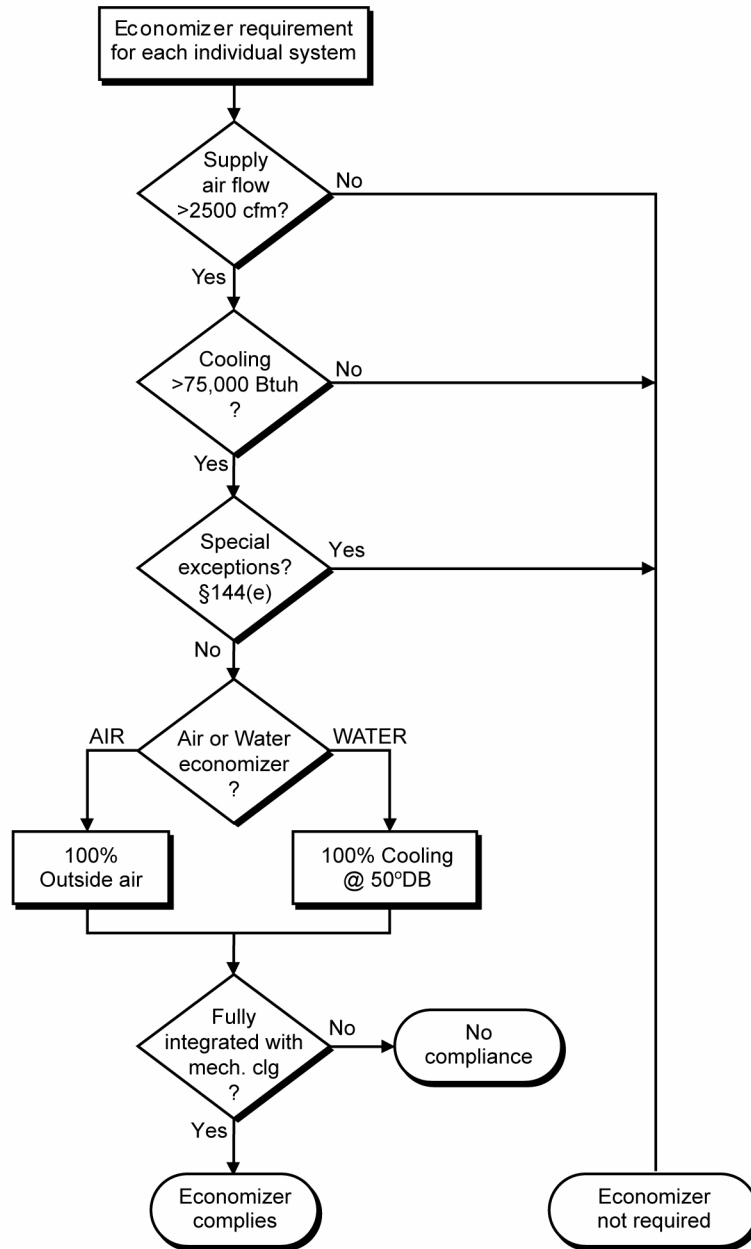 Economizer requirement
for each individual system
Supply
air flow
>2500 cfm?
No
Yes
Cooling
>75,000 Btuh
?
No
Yes
Special
exceptions?
§144(e)
Yes
No
AIR
Air or Water
economizer
?
WATER
100%
Outside air
100% Cooling
@ 50°DB
Fully
integrated with
mech. clg
?
No
No
compliance
Yes
Economizer
complies
Economizer
not required